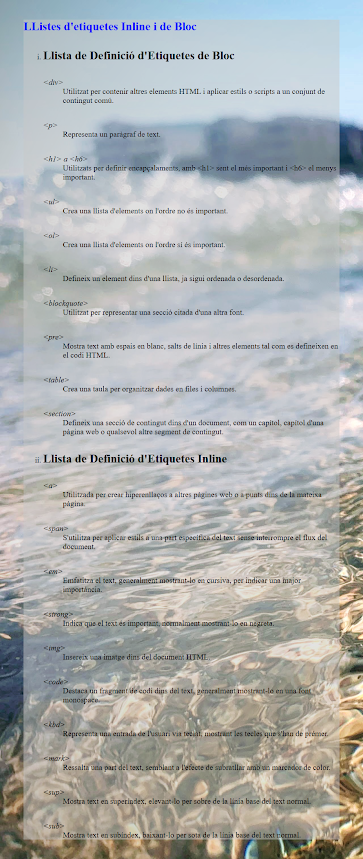 I.Llistes d'etiquetes Inline i de Bloc
i. Llista de Definició d'Etiquetes de Bloc
<div>
Utilitzat per contenir altres elements HTML i aplicar estils o scripts a un conjunt de
contingut comú.
<p>
Representa un paràgraf de text.
<h1> a <h6>
Utilitzats per definir encapçalaments, amb <h1> sent el més important i <h6> el menys
important.
<ul>
Crea una llista d'elements on l'ordre no és important.
<ol>
Crea una llista d'elements on l'ordre sí és important.
<li>
Defineix un element dins d'una llista, ja sigui ordenada o desordenada.
<blockquote>
Utilitzat per representar una secció citada d'una altra font.
<pre>
Mostra text amb espais en blanc, salts de línia i altres elements tal com es defineixen en
el codi HTML.
<table>
Crea una taula per organitzar dades en files i columnes.
<section>
Defineix una secció de contingut dins d'un document, com un capítol, capítol d'una
pàgina web o qualsevol altre segment de contingut.
ii. Llista de Definició d'Etiquetes Inline
<a>
Utilitzada per crear hiperenllaços a altres pàgines web o a punts dins de la mateixa
pàgina.
<span>
S'utilitza per aplicar estils a una part específica del text sense interrompre el flux del
document.
<em>
Emfatitza el text, generalment mostrant-lo en cursiva, per indicar una major
importància.
<strong>
Indica que el text és important, normalment mostrant-lo en negreta.
<img>
Insereix una imatge dins del document HTML.
<code>
Destaca un fragment de codi dins del text, generalment mostrant-lo en una font
monospace.
<kbd>
Representa una entrada de l'usuari via teclat, mostrant les tecles que s'han de prémer.
<mark>
Ressalta una part del text, semblant a l'efecte de subratllar amb un marcador de color.
<sup>
Mostra text en superíndex, elevant-lo per sobre de la línia base del text normal.
<sub>
Mostra text en subíndex, baixant-lo per sota de la línia base del text normal.